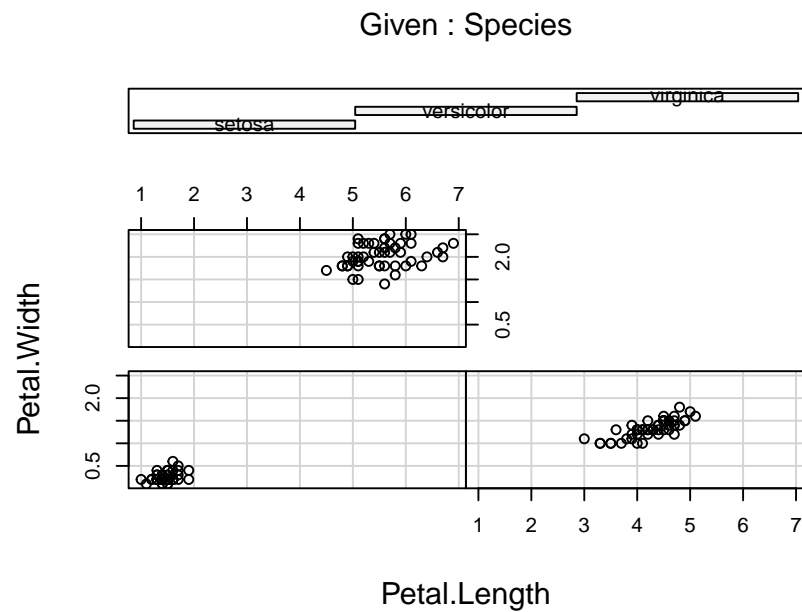 Given : Species
virginica
versicolor
setosa
1 2 3 4 5 6 7
0.5 2.0
Petal.Width
0.5 2.0
1 2 3 4 5 6 7
Petal.Length